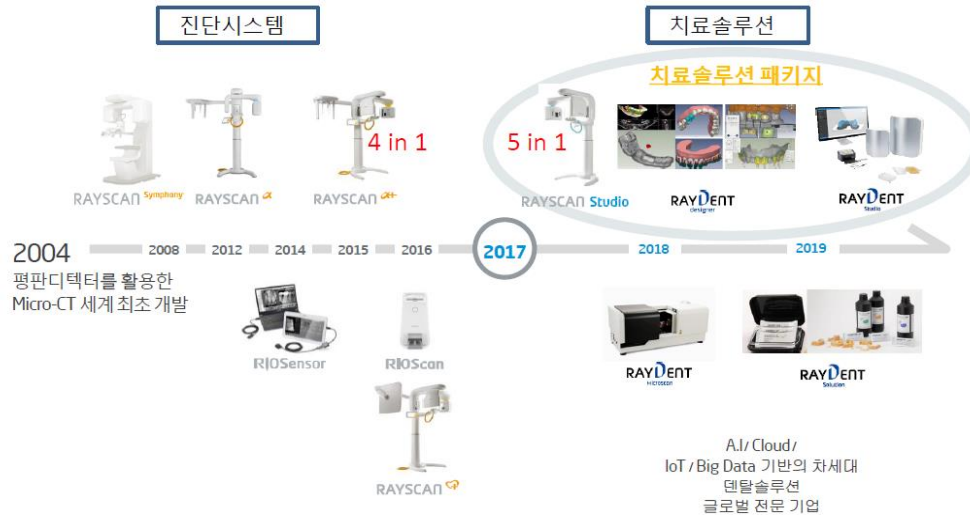 진단시스템
치료솔루션
치료솔루션 패키지
4 in 1
5 in 1
RAYSCAN Symphony
RAYSCAN α
RAYSCAN α+
RAYSCAN Studio
RAYDENT
designer
RAYDENT
Studio
2004
2008
2012
2014
2015
2016
2017
2018
2019
평판디텍터를 활용한
Micro-CT 세계 최초 개발
RIOSensor
RIOScan
RAYDENT
Microscan
RAYDENT
Solution
RAYSCAN
A.I/ Cloud/
IoT / Big Data 기반의 차세대
덴탈솔루션
글로벌 전문 기업